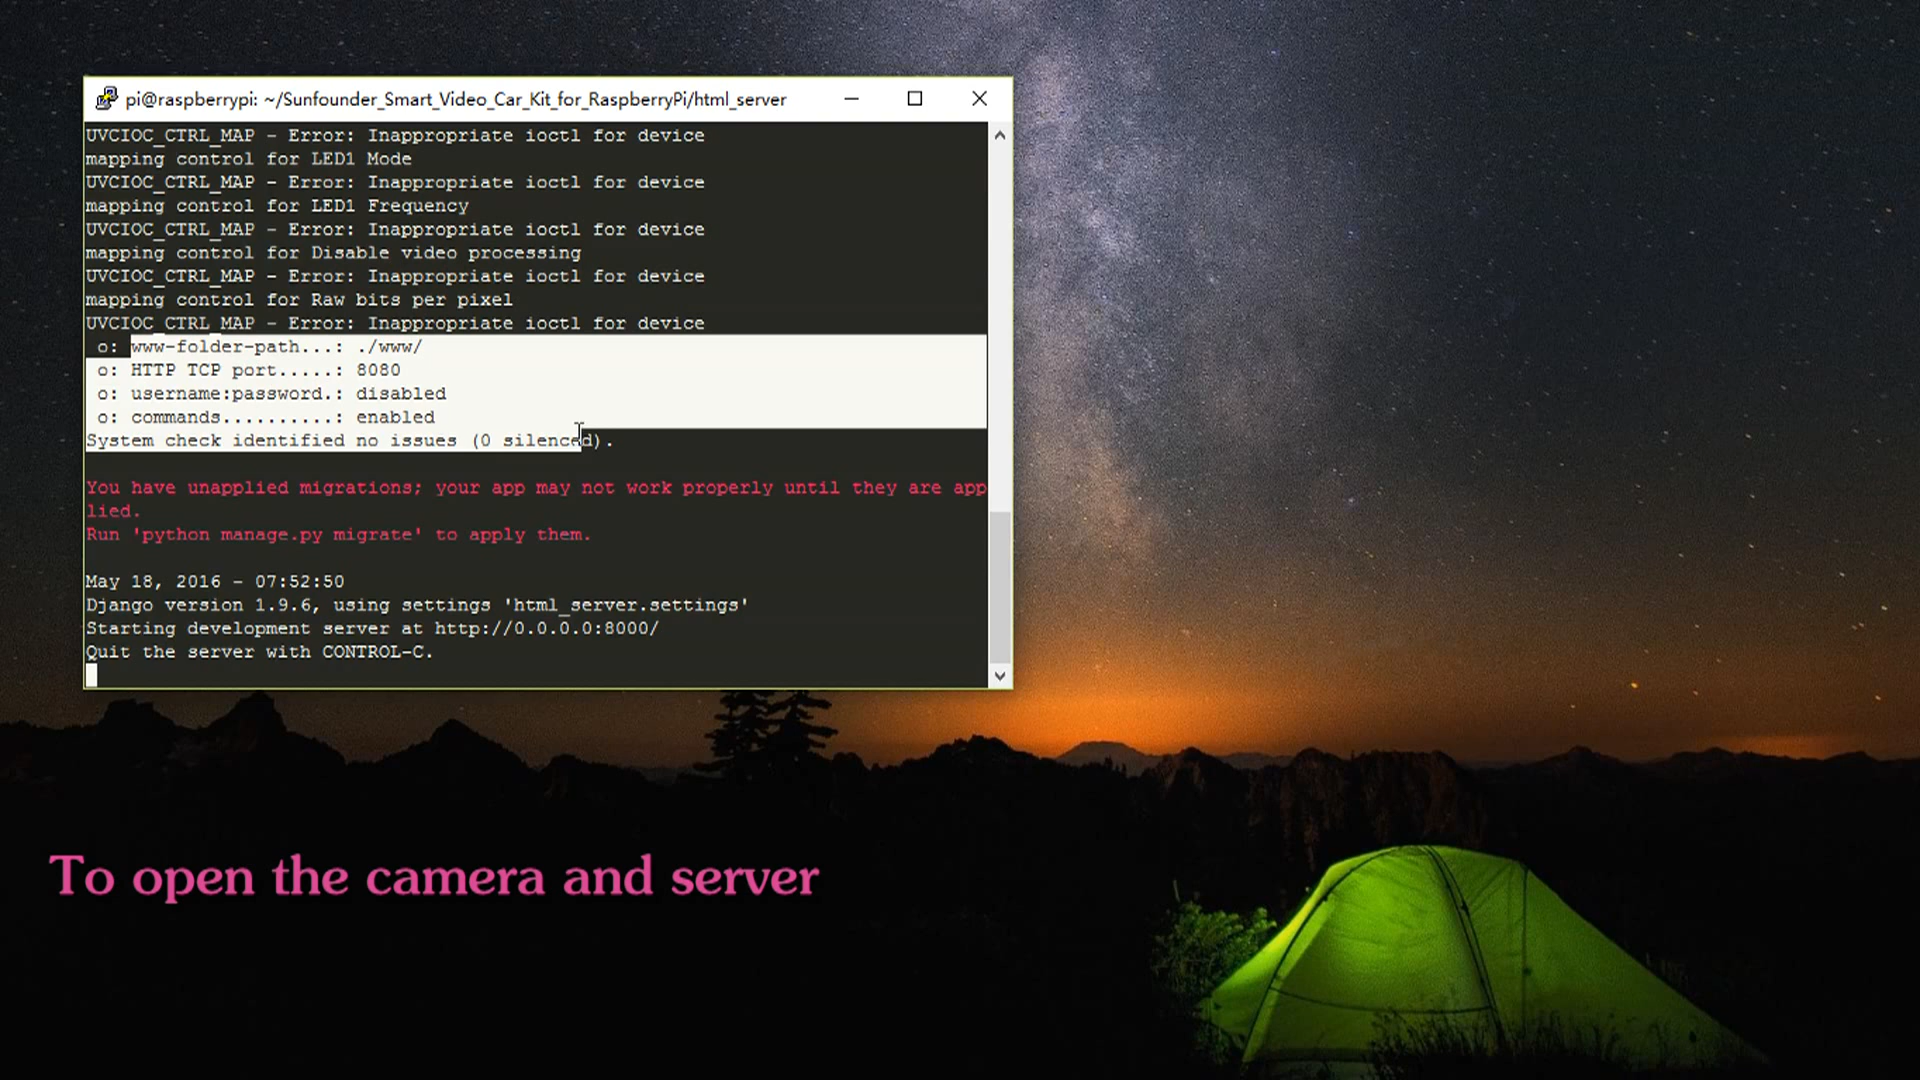 pi@raspberrypi: ~/Sunfounder_Smart_Video_Car_Kit_for_RaspberryPi/html_server
UVCIOC_CTRL_MAP - Error: Inappropriate ioctl for device
mapping control for LED1 Mode
UVCIOC_CTRL_MAP - Error: Inappropriate ioctl for device
mapping control for LED1 Frequency
UVCIOC_CTRL_MAP - Error: Inappropriate ioctl for device
mapping control for Disable video processing
UVCIOC_CTRL_MAP - Error: Inappropriate ioctl for device
mapping control for Raw bits per pixel
UVCIOC_CTRL_MAP - Error: Inappropriate ioctl for device
o: www-folder-path...: ./www/
o: HTTP TCP port.....: 8080
o: username:password.: disabled
o: commands..........: enabled
System check identified no issues (0 silenced).
You have unapplied migrations; your app may not work properly until they are app
lied.
Run 'python manage.py migrate' to apply them.
May 18, 2016 - 07:52:50
Django version 1.9.6, using settings 'html_server.settings'
Starting development server at http://0.0.0.0:8000/
Quit the server with CONTROL-C.
To open the camera and server